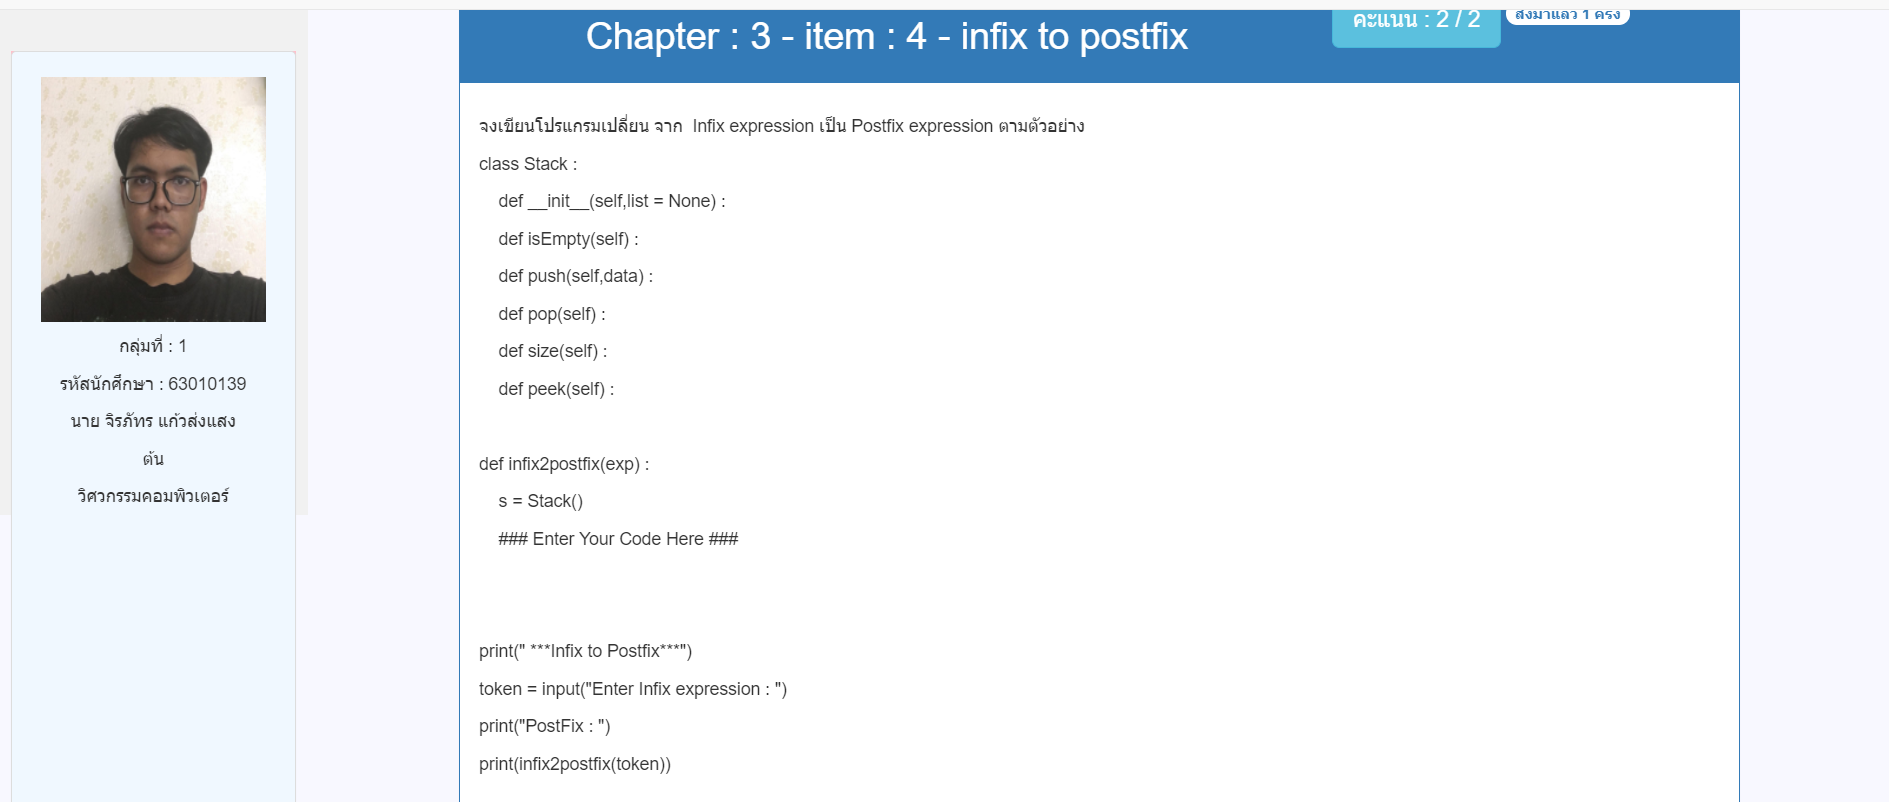 Chapter : 3 - item : 4 - infix to postfix
คะแนน : 2 / 2
ส่งมาแล้ว 1 ครั้ง
กลุ่มที่ : 1
รหัสนักศึกษา : 63010139
นาย จิรภัทร แก้วส่งแสง
ต้น
วิศวกรรมคอมพิวเตอร์
จงเขียนโปรแกรมเปลี่ยน จาก Infix expression เป็น Postfix expression ตามตัวอย่าง
class Stack :
def __init__(self,list = None) :
def isEmpty(self) :
def push(self,data) :
def pop(self) :
def size(self) :
def peek(self) :
def infix2postfix(exp) :
s = Stack()
### Enter Your Code Here ###
print(" ***Infix to Postfix***")
token = input("Enter Infix expression : ")
print("PostFix : ")
print(infix2postfix(token))